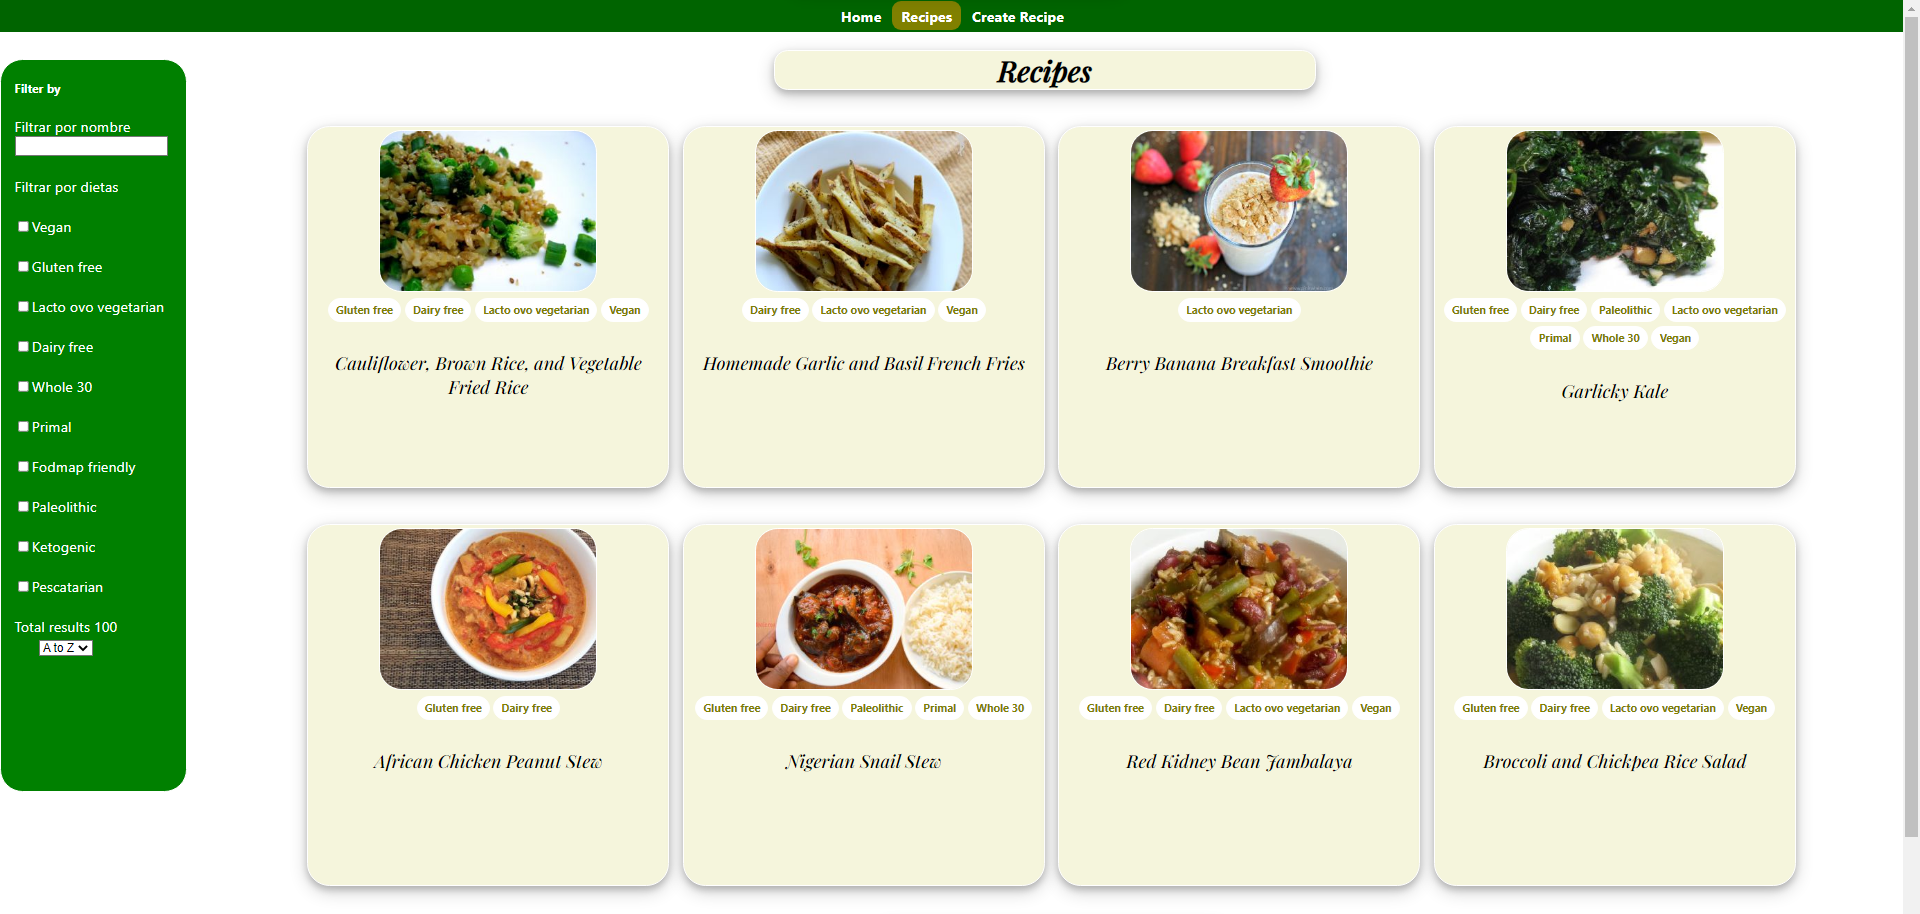 Home Recipes Create Recipe
Recipes
Filter by
Filtrar por nombre
Filtrar por dietas
Vegan
Gluten free
Lacto ovo vegetarian
Dairy free
Whole 30
Primal
Fodmap friendly
Paleolithic
Ketogenic
Pescatarian
Total results 100
A to Z
Gluten free Dairy free Lacto ovo vegetarian Vegan
Cauliflower, Brown Rice, and Vegetable
Fried Rice
Dairy free Lacto ovo vegetarian Vegan
Homemade Garlic and Basil French Fries
Lacto ovo vegetarian
Berry Banana Breakfast Smoothie
Gluten free Dairy free Paleolithic Lacto ovo vegetarian
Primal Whole 30 Vegan
Garlicky Kale
Gluten free Dairy free
African Chicken Peanut Stew
Gluten free Dairy free Paleolithic Primal Whole 30
Nigerian Snail Stew
Gluten free Dairy free Lacto ovo vegetarian Vegan
Red Kidney Bean Jambalaya
Gluten free Dairy free Lacto ovo vegetarian Vegan
Broccoli and Chickpea Rice Salad